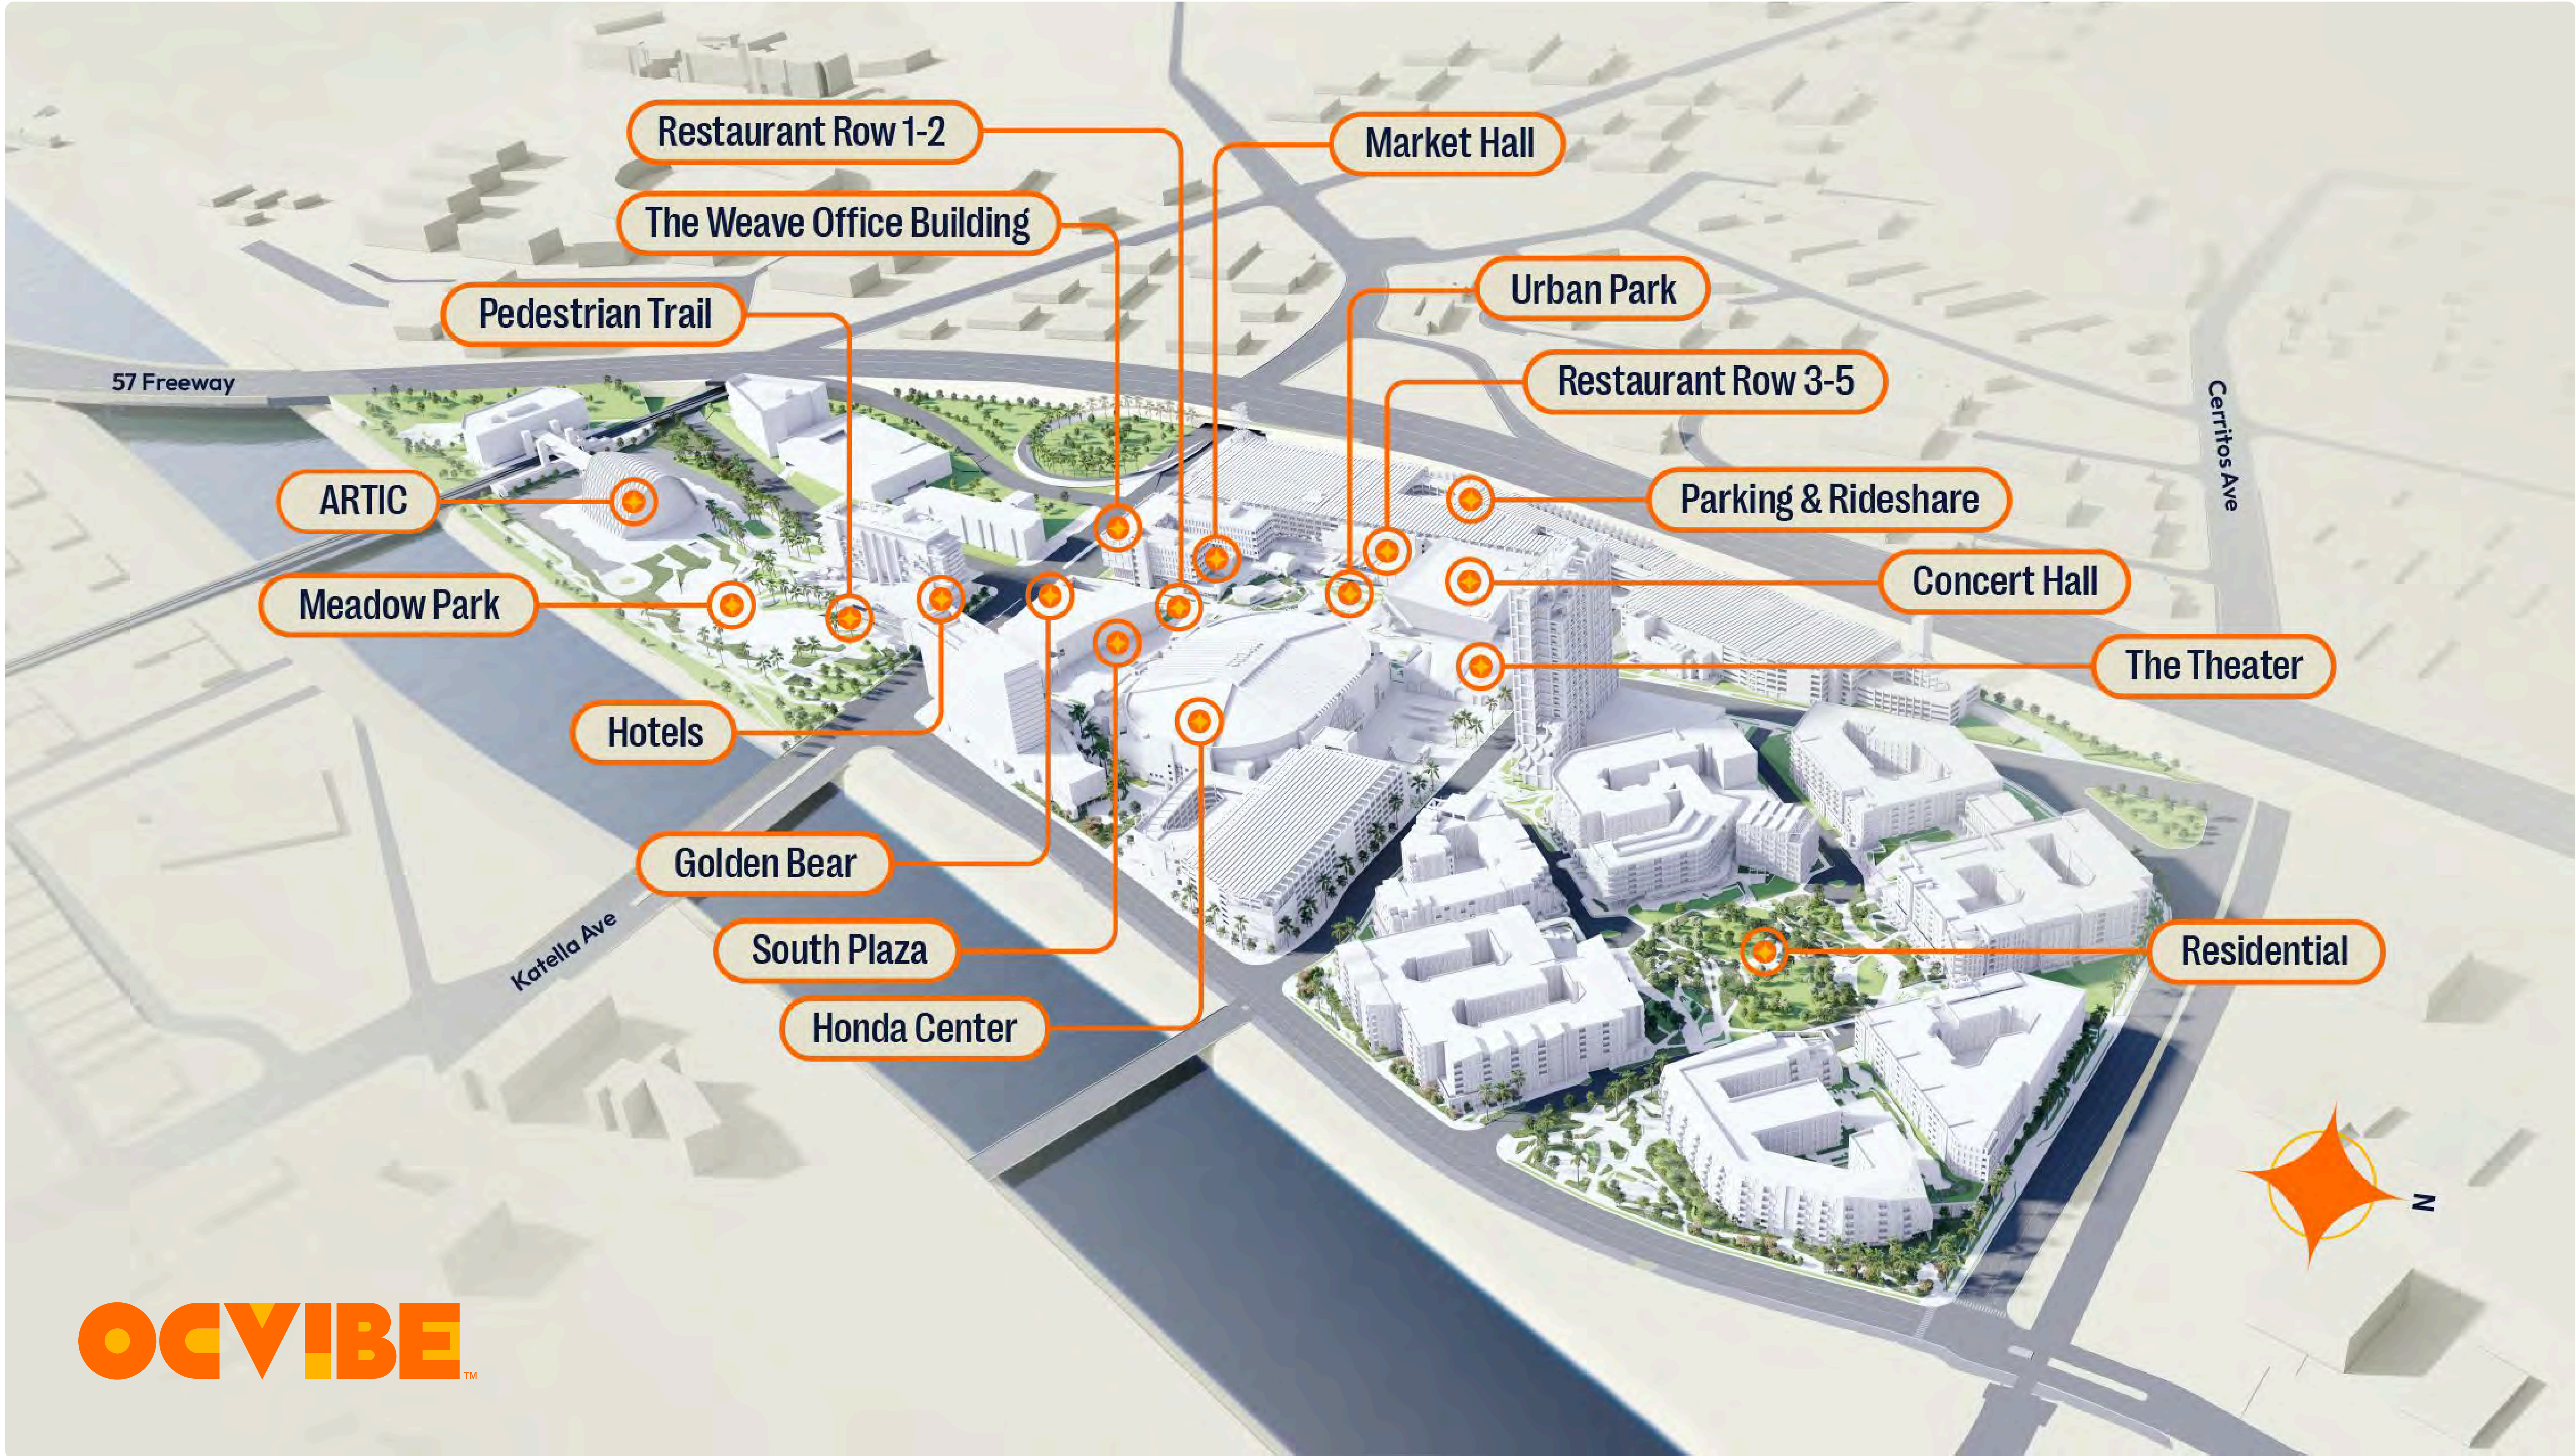 Restaurant Row 1-2
Market Hall
The Weave Office Building
Urban Park
Pedestrian Trail
Restaurant Row 3-5
57 Freeway
Cerritos Ave
ARTIC
Parking & Rideshare
Concert Hall
Meadow Park
The Theater
Hotels
Golden Bear
Katella Ave
South Plaza
Residential
Honda Center
N
OCVIBE™